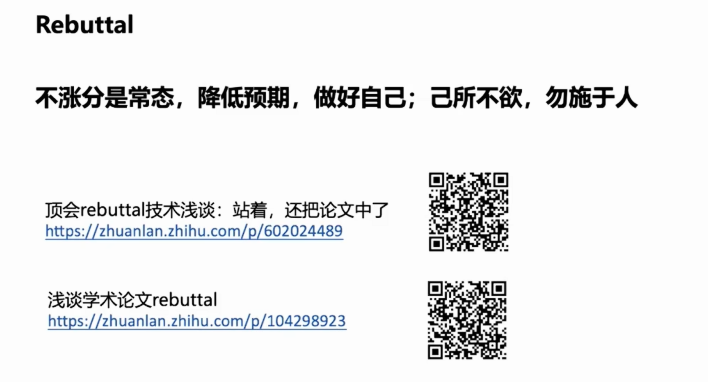 Rebuttal
不涨分是常态，降低预期，做好自己；己所不欲，勿施于人
顶会rebuttal技术浅谈：站着，还把论文中了
https://zhuanlan.zhihu.com/p/602024489
浅谈学术论文rebuttal
https://zhuanlan.zhihu.com/p/104298923